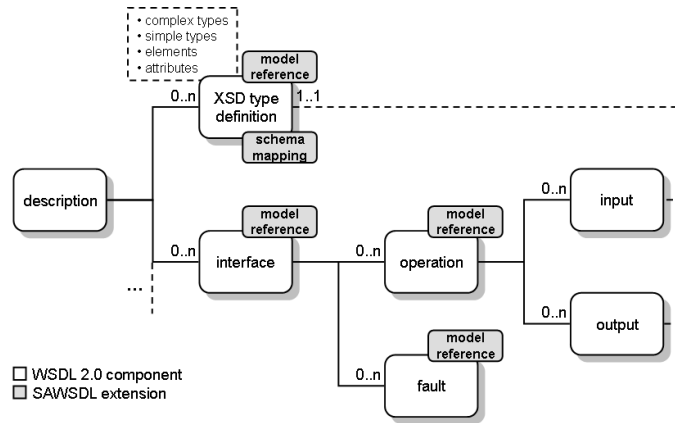 • complex types
• simple types
• elements
• attributes
model
reference
0..n
XSD type
definition
1..1
schema
mapping
description
0..n
model
reference
interface
...
0..n
model
reference
operation
0..n
input
0..n
output
0..n
model
reference
fault
WSDL 2.0 component
SAWSDL extension